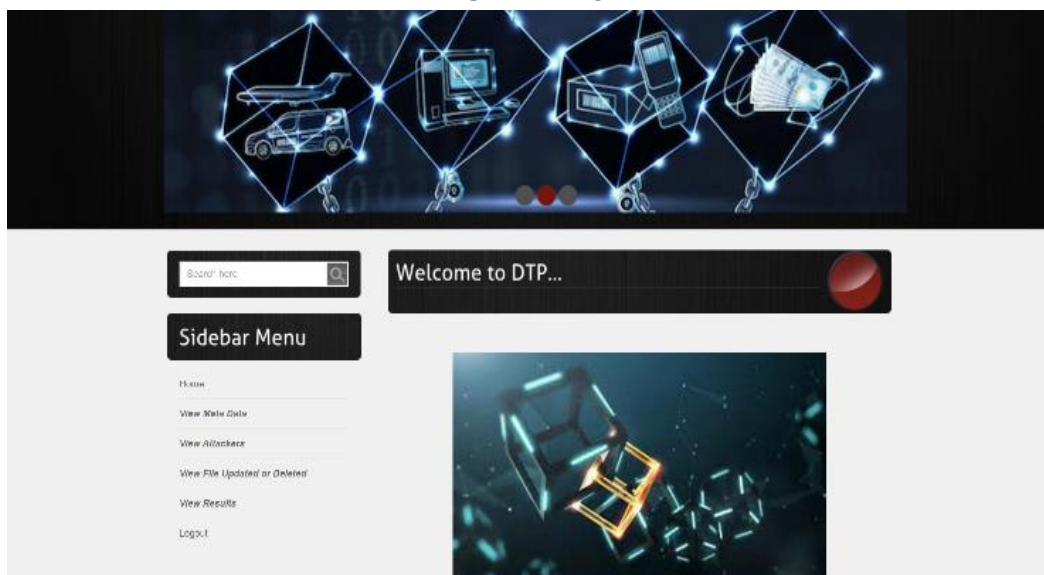 Search here
Welcome to DTP...
Sidebar Menu
Home
View Meta Data
View Attackers
View File Updated or Deleted
View Results
Logout